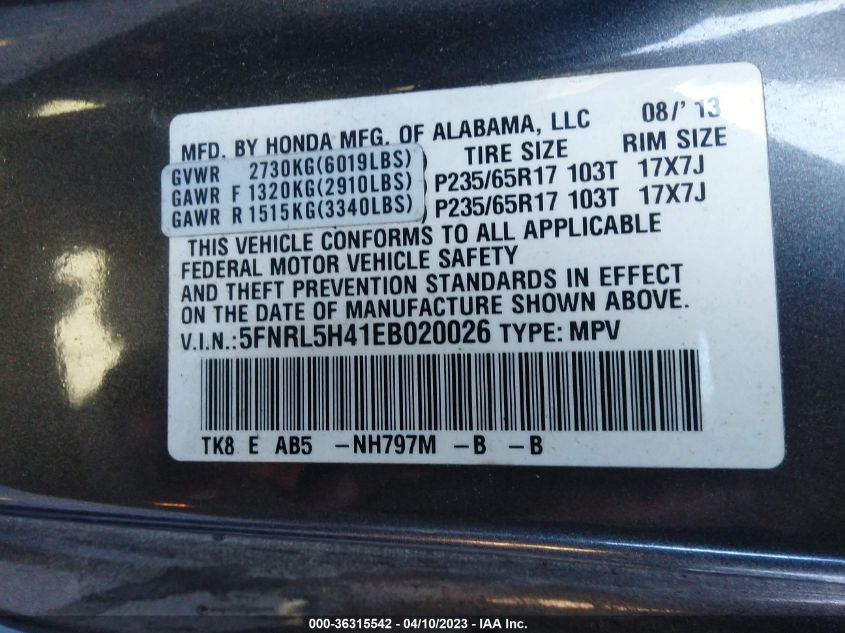 MFD. BY HONDA MFG. OF ALABAMA, LLC 08/'13
GVWR 2730KG(6019LBS) TIRE SIZE RIM SIZE
GAWR F 1320KG(2910LBS) P235/65R17 103T 17X7J
GAWR R 1515KG(3340LBS) P235/65R17 103T 17X7J
THIS VEHICLE CONFORMS TO ALL APPLICABLE
FEDERAL MOTOR VEHICLE SAFETY
AND THEFT PREVENTION STANDARDS IN EFFECT
ON THE DATE OF MANUFACTURE SHOWN ABOVE.
V.I.N.:5FNRL5H41EB020026 TYPE: MPV
TK8 E AB5 -NH797M -B -B
000-36315542 - 04/10/2023 - IAA Inc.